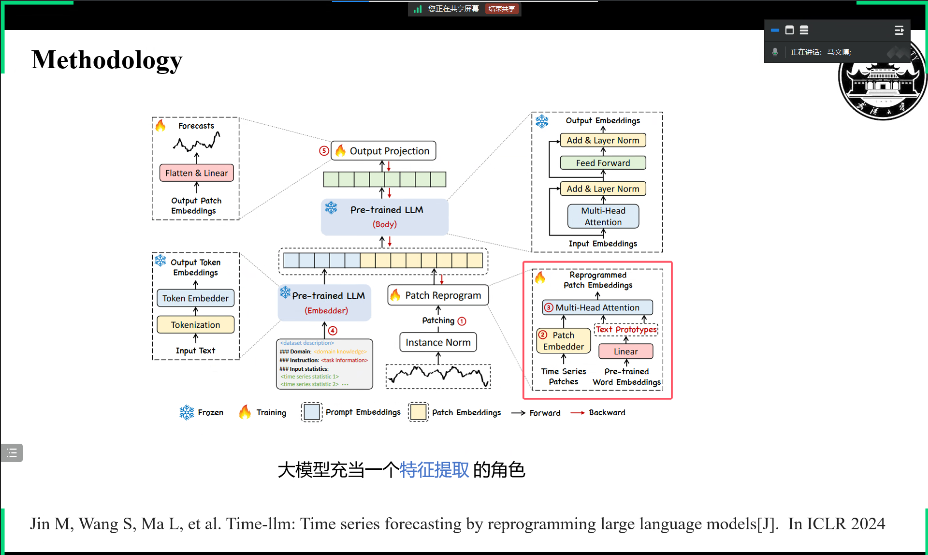 您正在共享屏幕 结束共享
正在讲话: 马文博;
Methodology
Forecasts
Flatten & Linear
Output Patch
Embeddings
⑤ Output Projection
Pre-trained LLM
(Body)
Output Embeddings
Add & Layer Norm
Feed Forward
Add & Layer Norm
Multi-Head
Attention
Input Embeddings
Output Token
Embeddings
Token Embedder
Tokenization
Input Text
Pre-trained LLM
(Embedder)
④
<dataset description>
### Domain: <domain knowledge>
### Instruction: <task information>
### Input statistics:
<time series statistic 1>
<time series statistic 2> •••
Patch Reprogram
Patching ①
Instance Norm
Reprogrammed
Patch Embeddings
③ Multi-Head Attention
② Patch
Embedder
Text Prototypes
Linear
Time Series
Patches
Pre-trained
Word Embeddings
Frozen
Training
Prompt Embeddings
Patch Embeddings
Forward
Backward
大模型充当一个特征提取 的角色
Jin M, Wang S, Ma L, et al. Time-llm: Time series forecasting by reprogramming large language models[J]. In ICLR 2024